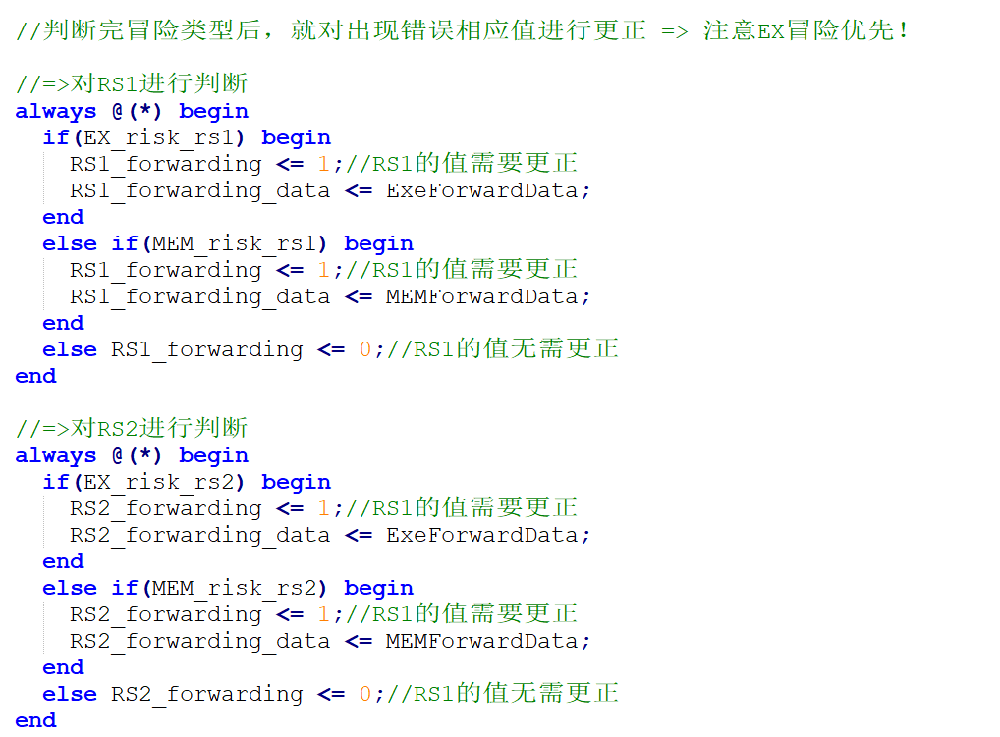 //判断完冒险类型后，就对出现错误相应值进行更正 => 注意EX冒险优先！
//=>对RS1进行判断
always @(*) begin
if(EX_risk_rs1) begin
RS1_forwarding <= 1;//RS1的值需要更正
RS1_forwarding_data <= ExeForwardData;
end
else if(MEM_risk_rs1) begin
RS1_forwarding <= 1;//RS1的值需要更正
RS1_forwarding_data <= MEMForwardData;
end
else RS1_forwarding <= 0;//RS1的值无需更正
end
//=>对RS2进行判断
always @(*) begin
if(EX_risk_rs2) begin
RS2_forwarding <= 1;//RS1的值需要更正
RS2_forwarding_data <= ExeForwardData;
end
else if(MEM_risk_rs2) begin
RS2_forwarding <= 1;//RS1的值需要更正
RS2_forwarding_data <= MEMForwardData;
end
else RS2_forwarding <= 0;//RS1的值无需更正
end